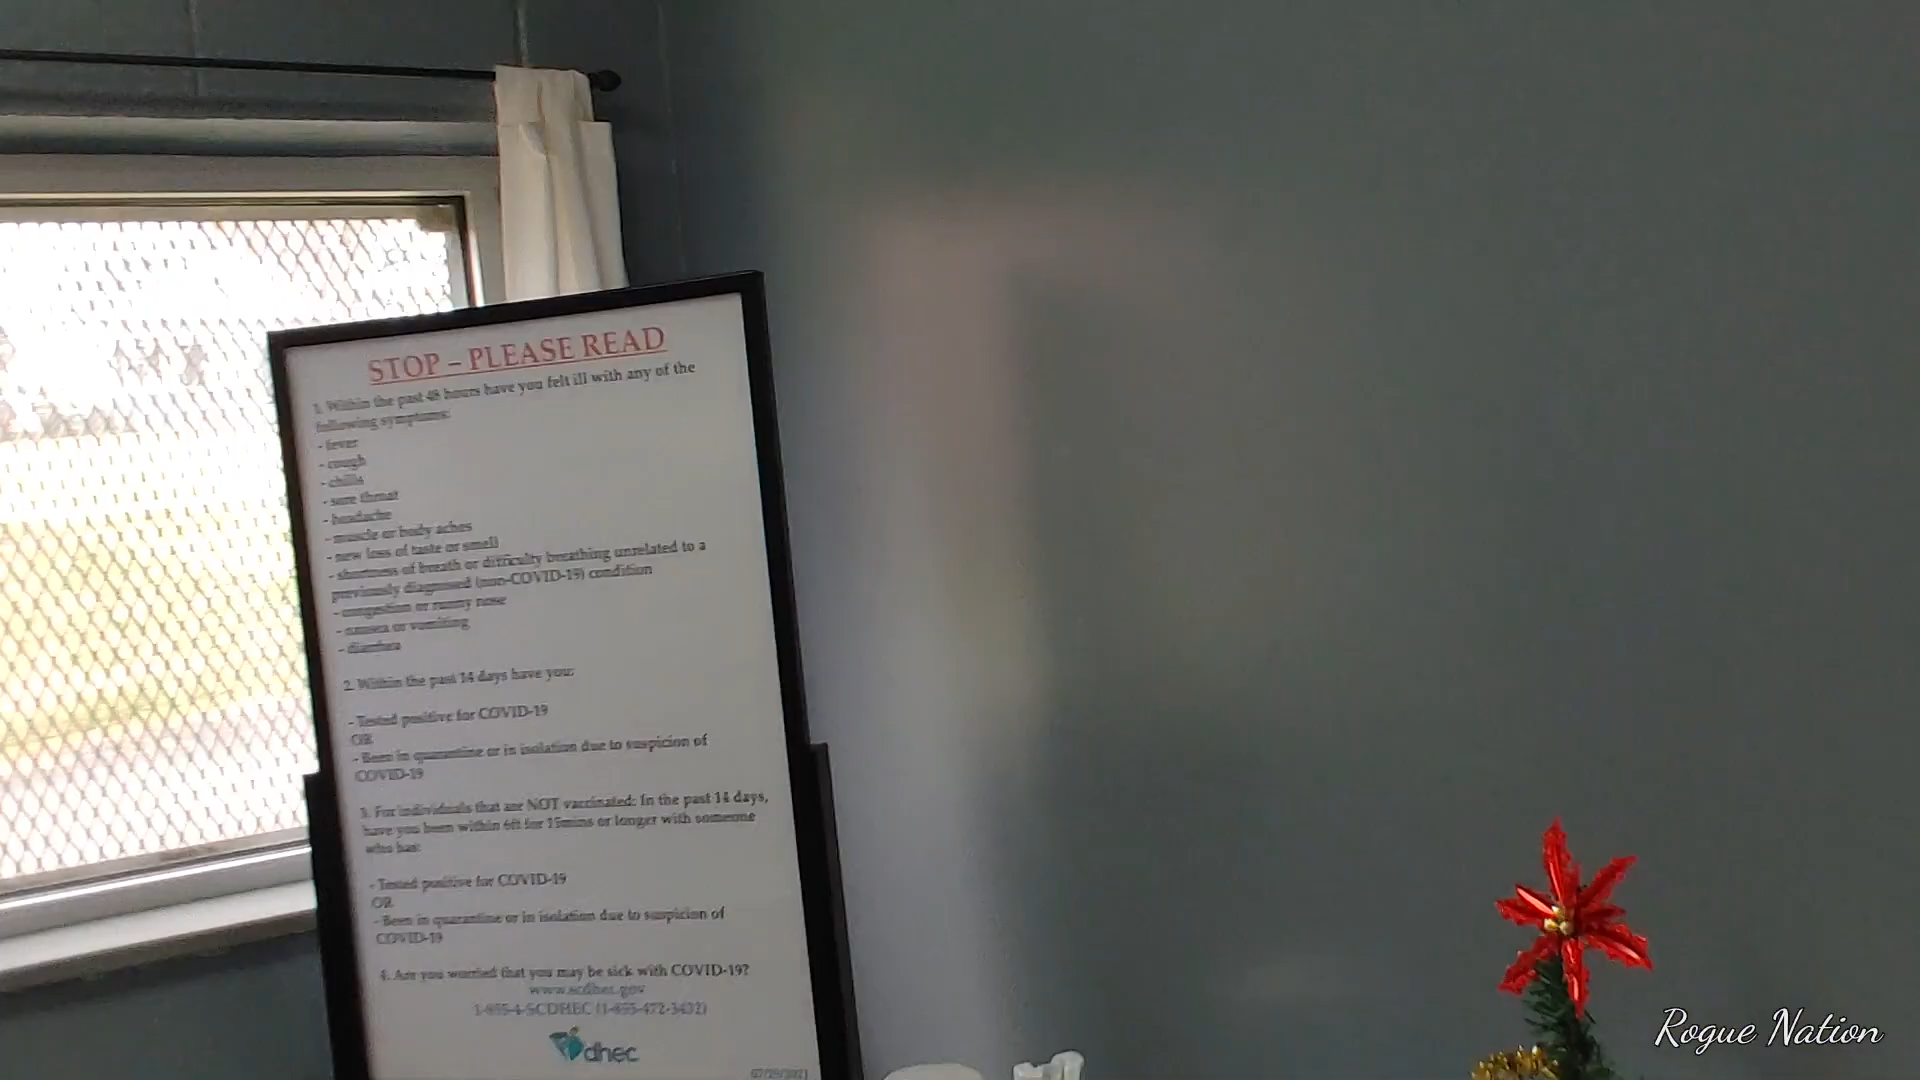 STOP – PLEASE READ
1. Within the past 48 hours have you felt ill with any of the
following symptoms:
- fever
- cough
- chills
- sore throat
- headache
- muscle or body aches
- new loss of taste or smell
- shortness of breath or difficulty breathing unrelated to a
previously diagnosed (non-COVID-19) condition
- congestion or runny nose
- nausea or vomiting
- diarrhea
2. Within the past 14 days have you:
- Tested positive for COVID-19
OR
- Been in quarantine or in isolation due to suspicion of
COVID-19
3. For individuals that are NOT vaccinated: In the past 14 days,
have you been within 6ft for 15mins or longer with someone
who has:
- Tested positive for COVID-19
OR
- Been in quarantine or in isolation due to suspicion of
COVID-19
4. Are you worried that you may be sick with COVID-19?
www.scdhec.gov
1-855-4-SCDHEC (1-855-472-3432)
dhec
Rogue Nation